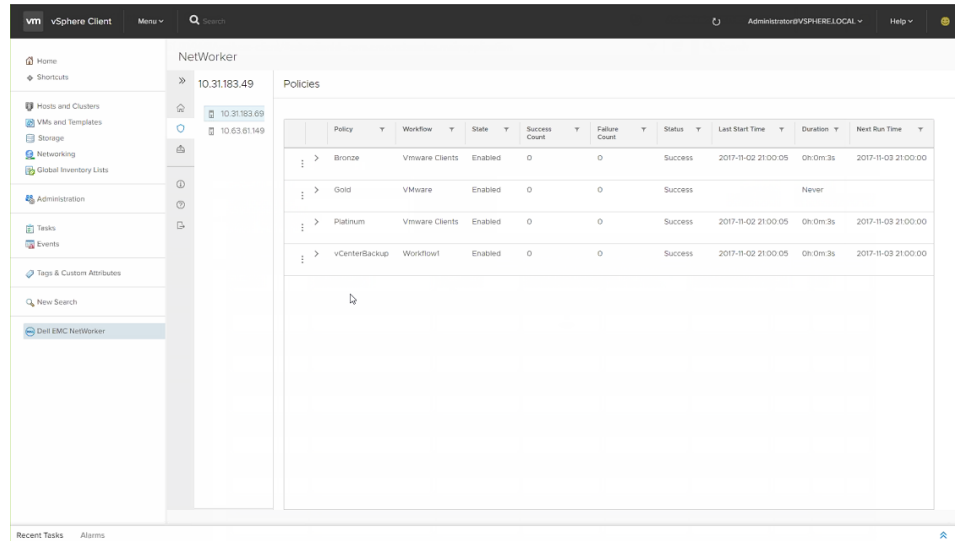 vm vSphere Client Menu Search Administrator@VSPHERE.LOCAL Help
Home
Shortcuts
Hosts and Clusters
VMs and Templates
Storage
Networking
Global Inventory Lists
Administration
Tasks
Events
Tags & Custom Attributes
New Search
Dell EMC NetWorker
NetWorker
10.31.183.49
10.31.183.69
10.63.61.149
Policies
Policy Workflow State Success Count Failure Count Status Last Start Time Duration Next Run Time
Bronze Vmware Clients Enabled 0 0 Success 2017-11-02 21:00:05 0h:0m:3s 2017-11-03 21:00:00
Gold VMware Enabled 0 0 Success Never
Platinum Vmware Clients Enabled 0 0 Success 2017-11-02 21:00:05 0h:0m:3s 2017-11-03 21:00:00
vCenterBackup Workflow1 Enabled 0 0 Success 2017-11-02 21:00:05 0h:0m:3s 2017-11-03 21:00:00
Recent Tasks Alarms